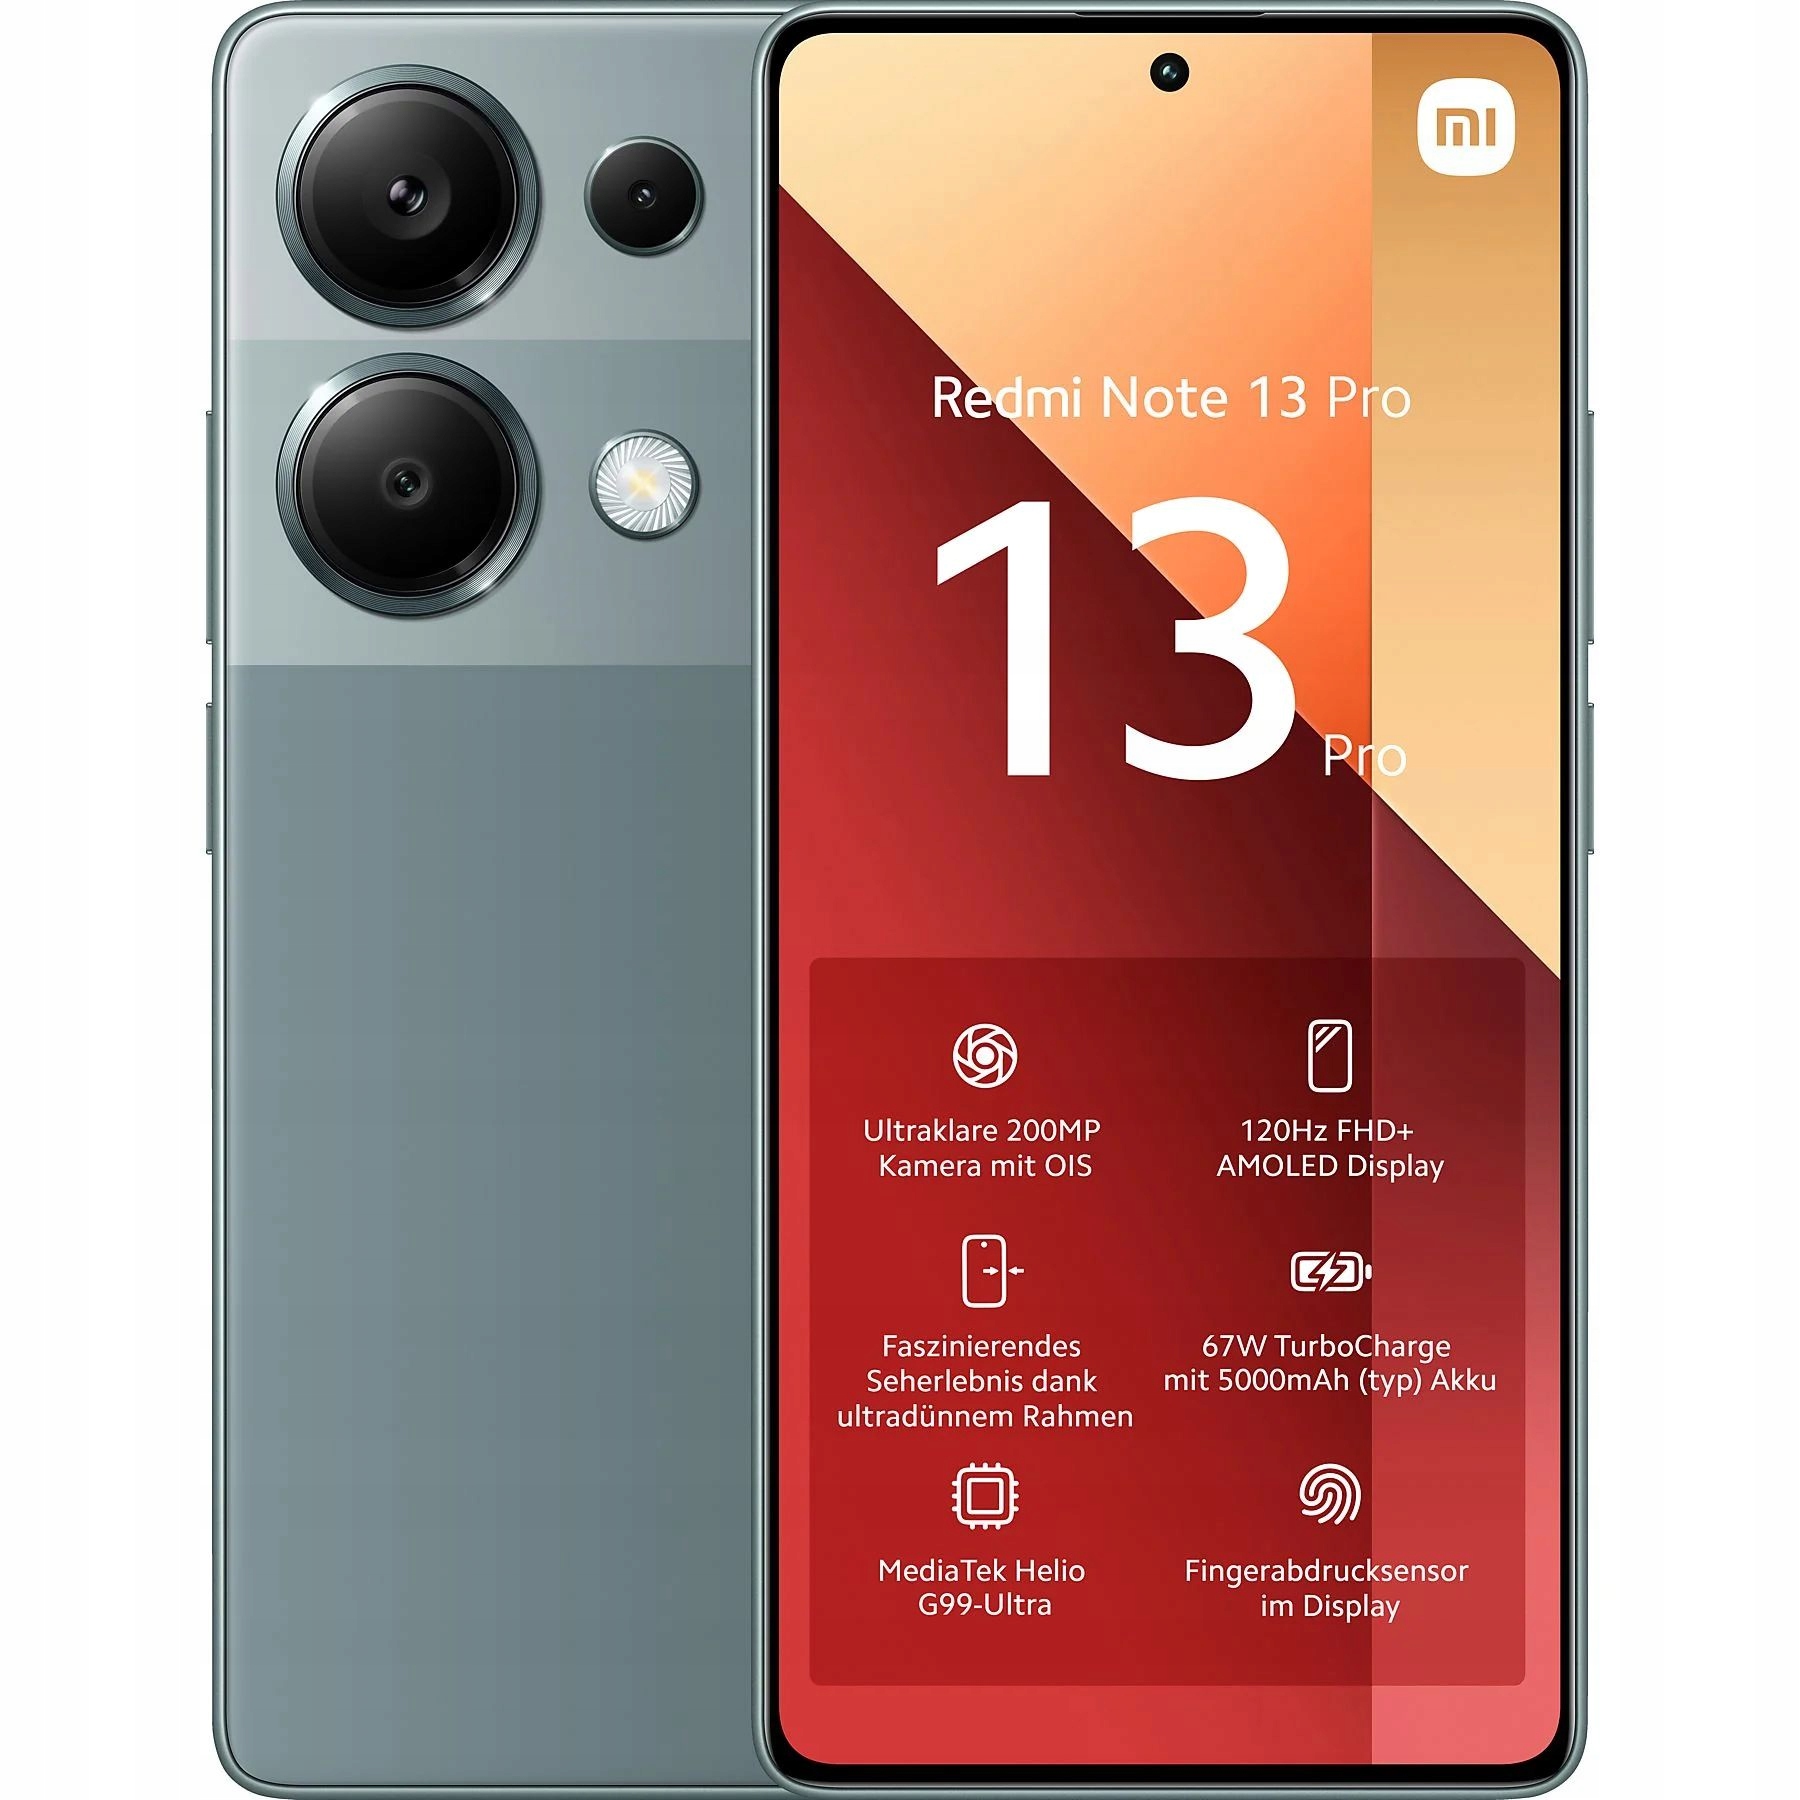 mi
Redmi Note 13 Pro
13
Pro
Ultraklare 200MP
Kamera mit OIS
120Hz FHD+
AMOLED Display
Faszinierendes
Seherlebnis dank
ultradünnem Rahmen
67W TurboCharge
mit 5000mAh (typ) Akku
MediaTek Helio
G99-Ultra
Fingerabdrucksensor
im Display